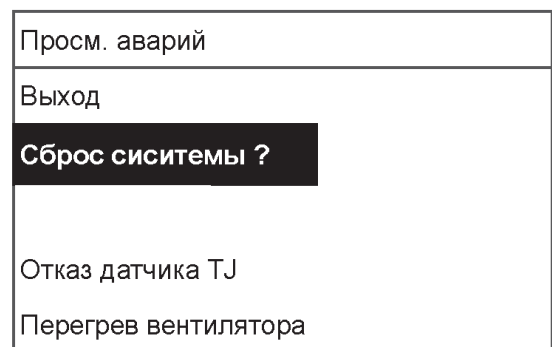 Просм. аварий
Выход
Сброс сиситемы ?
Отказ датчика TJ
Перегрев вентилятора